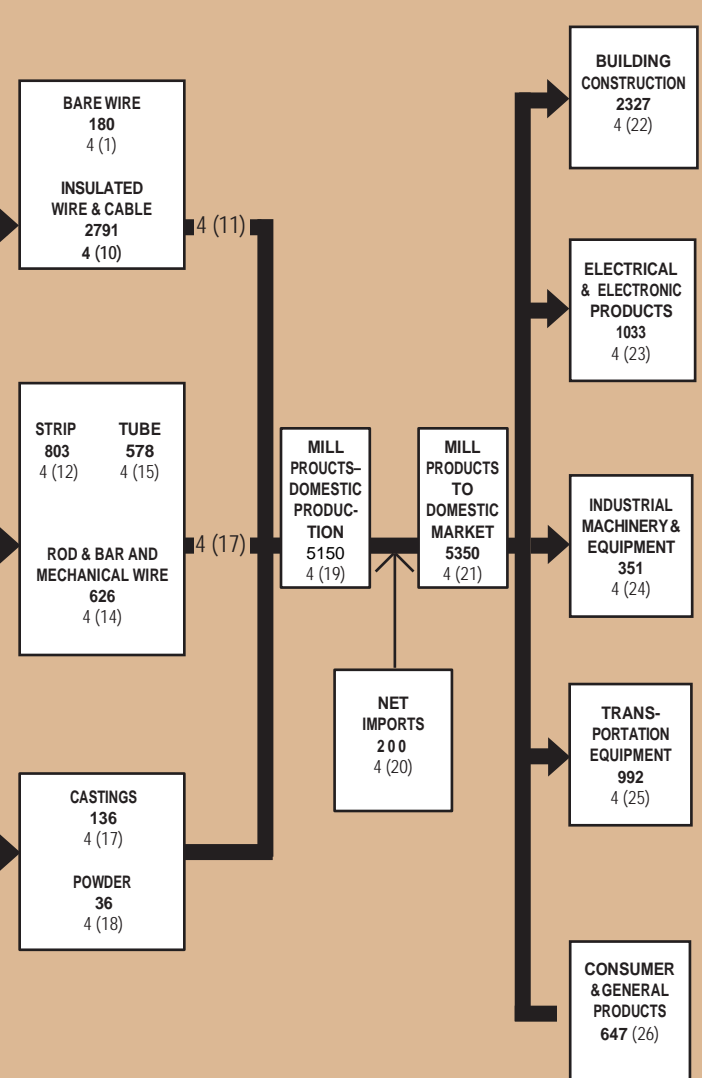 BARE WIRE
180
4 (1)
INSULATED
WIRE & CABLE
2791
4 (10)
4 (11)
STRIP
803
4 (12)
TUBE
578
4 (15)
ROD & BAR AND
MECHANICAL WIRE
626
4 (14)
4 (17)
CASTINGS
136
4 (17)
POWDER
36
4 (18)
MILL
PROUCTS–
DOMESTIC
PRODUC-
TION
5150
4 (19)
NET
IMPORTS
200
4 (20)
MILL
PRODUCTS
TO
DOMESTIC
MARKET
5350
4 (21)
BUILDING
CONSTRUCTION
2327
4 (22)
ELECTRICAL
& ELECTRONIC
PRODUCTS
1033
4 (23)
INDUSTRIAL
MACHINERY &
EQUIPMENT
351
4 (24)
TRANS-
PORTATION
EQUIPMENT
992
4 (25)
CONSUMER
& GENERAL
PRODUCTS
647 (26)